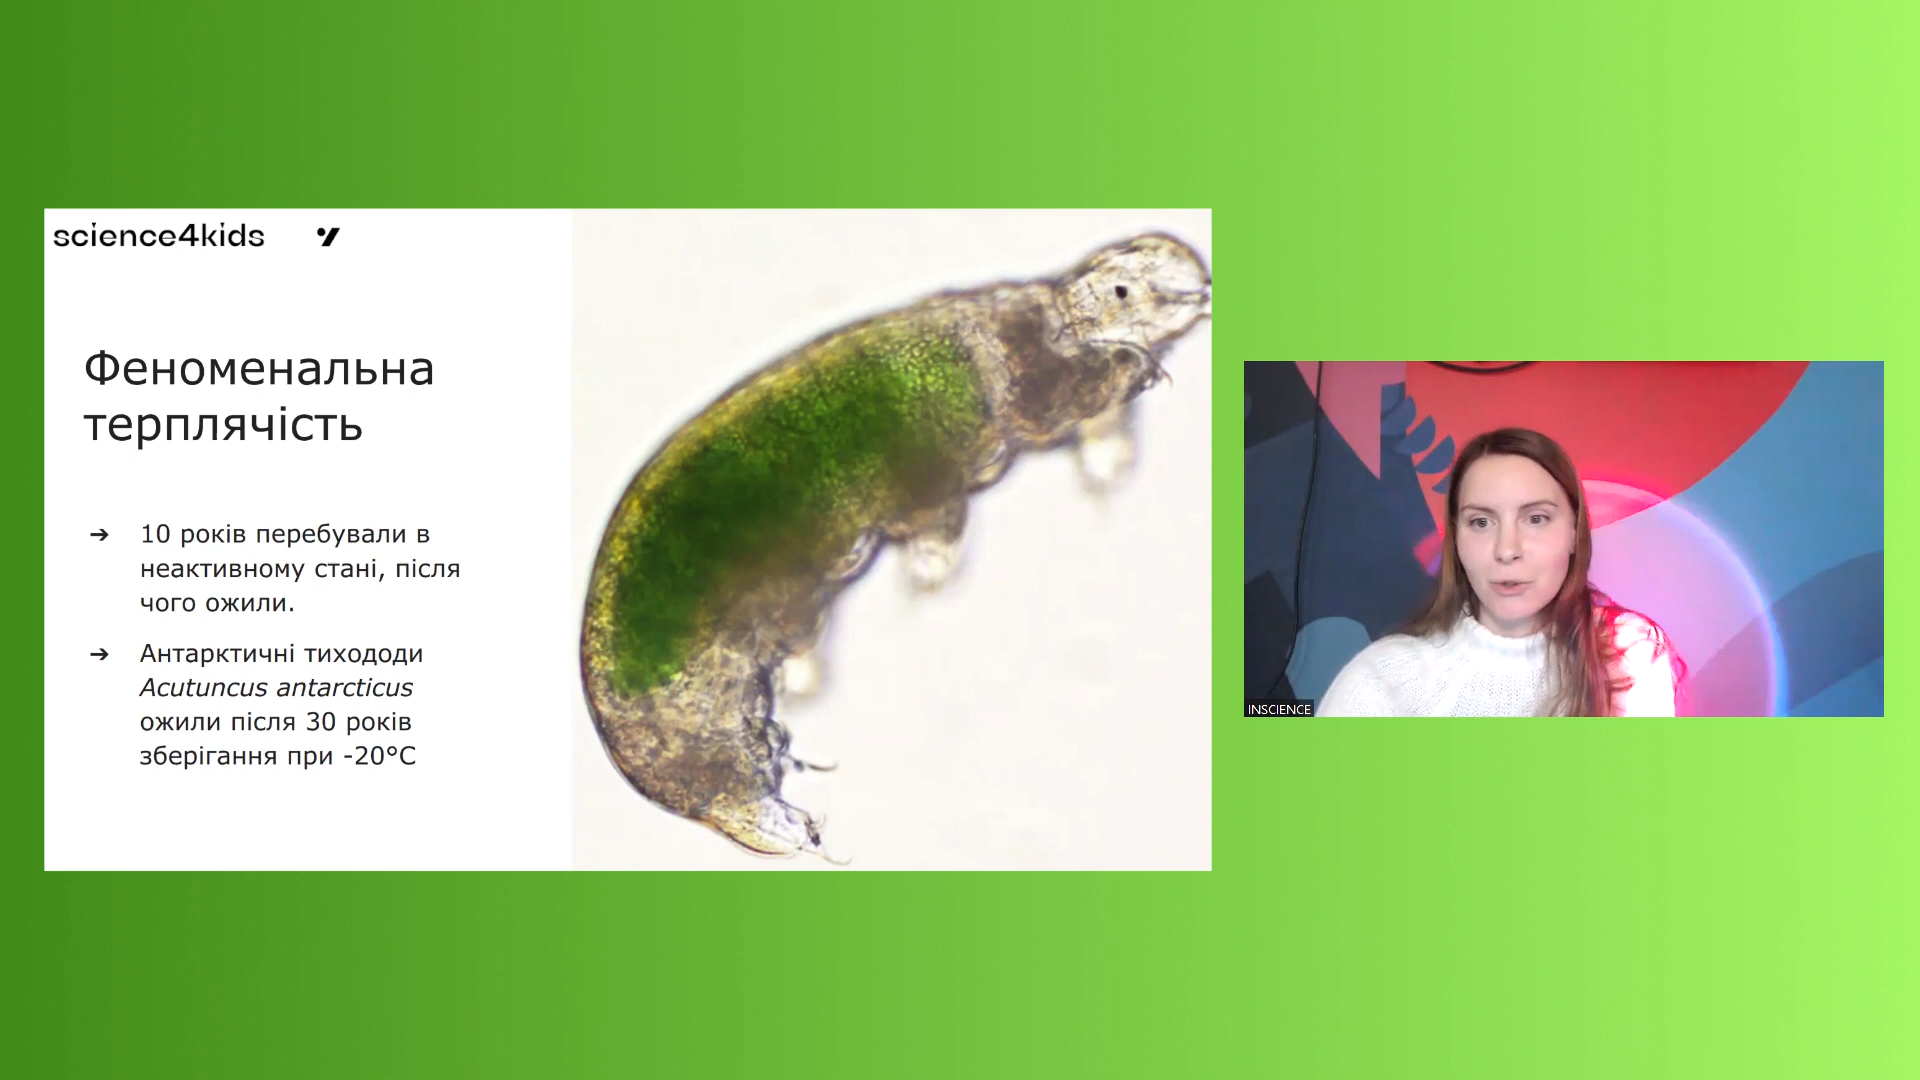 science4kids
Феноменальна
терплячість
➔ 10 років перебували в
неактивному стані, після
чого ожили.
➔ Антарктичні тихододи
Acutuncus antarcticus
ожили після 30 років
зберігання при -20°C
INSCIENCE